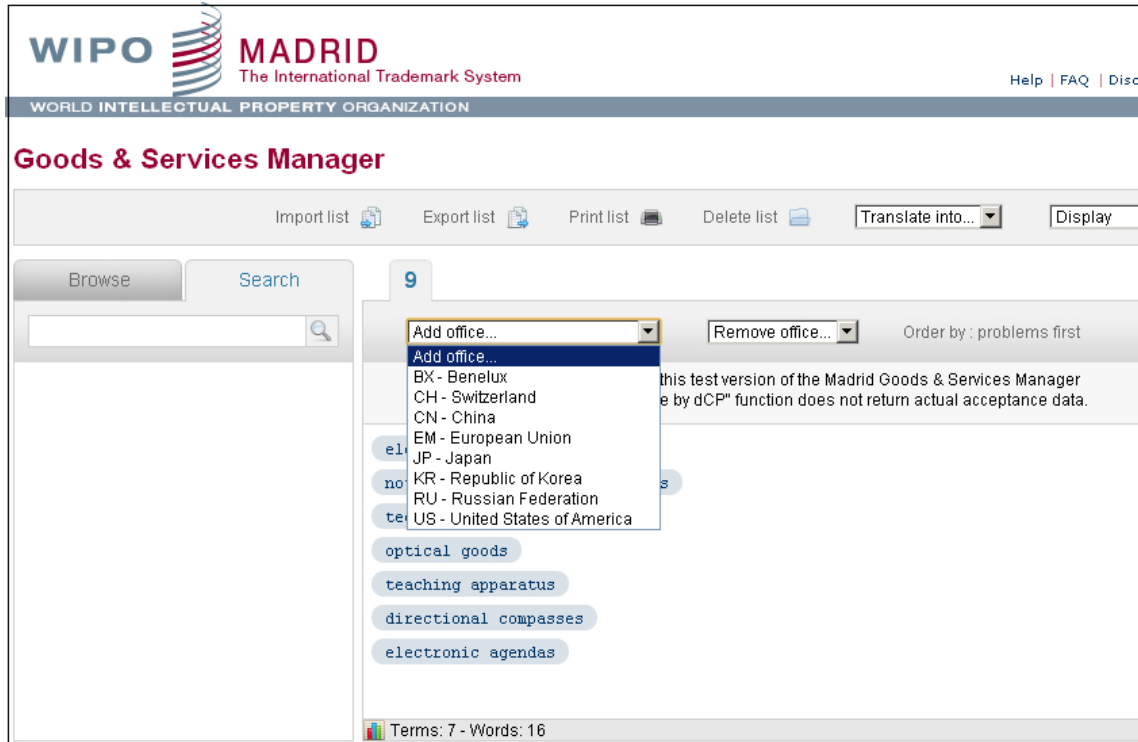 WIPO
MADRID
The International Trademark System
Help | FAQ | Disc
WORLD INTELLECTUAL PROPERTY ORGANIZATION
Goods & Services Manager
Import list Export list Print list Delete list Translate into... Display
Browse Search 9
Add office... Remove office... Order by : problems first
Add office...
BX - Benelux
CH - Switzerland
CN - China
EM - European Union
JP - Japan
KR - Republic of Korea
RU - Russian Federation
US - United States of America
this test version of the Madrid Goods & Services Manager
e by dCP" function does not return actual acceptance data.
optical goods
teaching apparatus
directional compasses
electronic agendas
Terms: 7 - Words: 16